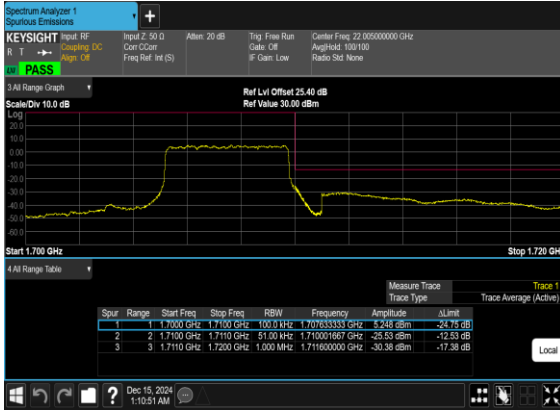 Spectrum Analyzer 1
Spurious Emissions
+
KEYSIGHT Input: RF Input Z: 50 Ω Atten: 20 dB Trig: Free Run Center Freq: 22.005000000 GHz
R T Coupling: DC Corr CCorr Gate: Off Avg|Hold: 100/100
Align: Off Freq Ref: Int (S) IF Gain: Low Radio Std: None
PASS
3 All Range Graph
Ref Lvl Offset 25.40 dB
Scale/Div 10.0 dB Ref Value 30.00 dBm
Log
20.0
10.0
0.00
-10.0
-20.0
-30.0
-40.0
-50.0
-60.0
Start 1.700 GHz Stop 1.720 GH
4 All Range Table
Measure Trace Trace 1
Trace Type Trace Average (Active)
Spur Range Start Freq Stop Freq RBW Frequency Amplitude ΔLimit
1 1 1.7000 GHz 1.7100 GHz 100.0 kHz 1.707633333 GHz 5.248 dBm -24.75 dB
2 2 1.7100 GHz 1.7110 GHz 51.00 kHz 1.710001667 GHz -25.53 dBm -12.53 dB
3 3 1.7110 GHz 1.7200 GHz 1.000 MHz 1.711600000 GHz -30.38 dBm -17.38 dB
Local
? Dec 15, 2024
1:10:51 AM